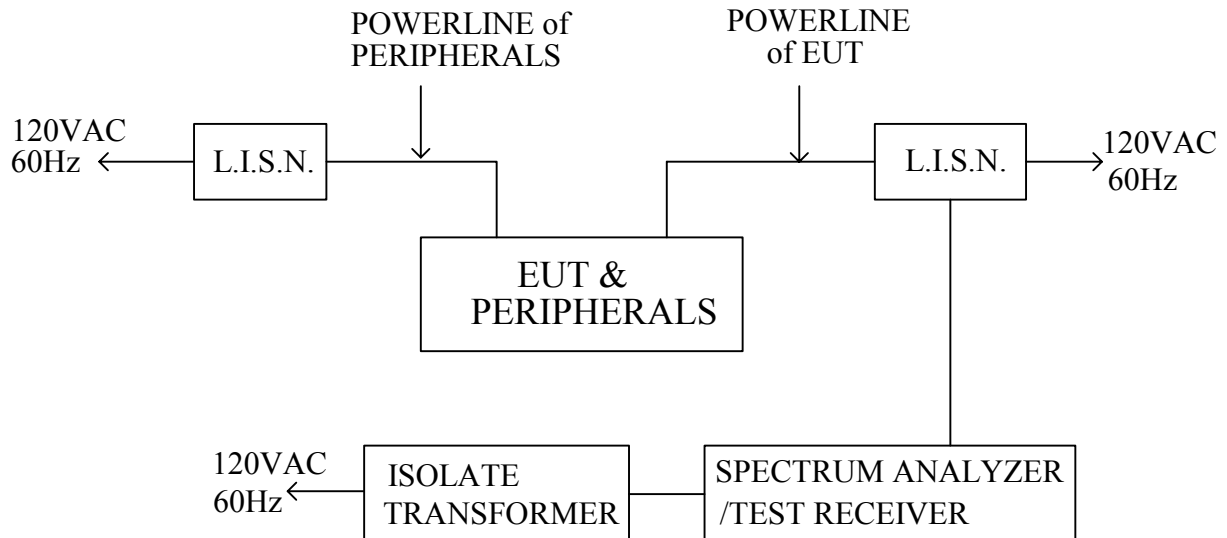 POWERLINE of
PERIPHERALS
POWERLINE
of EUT
120VAC
60Hz
L.I.S.N.
L.I.S.N.
120VAC
60Hz
EUT &
PERIPHERALS
120VAC
60Hz
ISOLATE
TRANSFORMER
SPECTRUM ANALYZER
/TEST RECEIVER